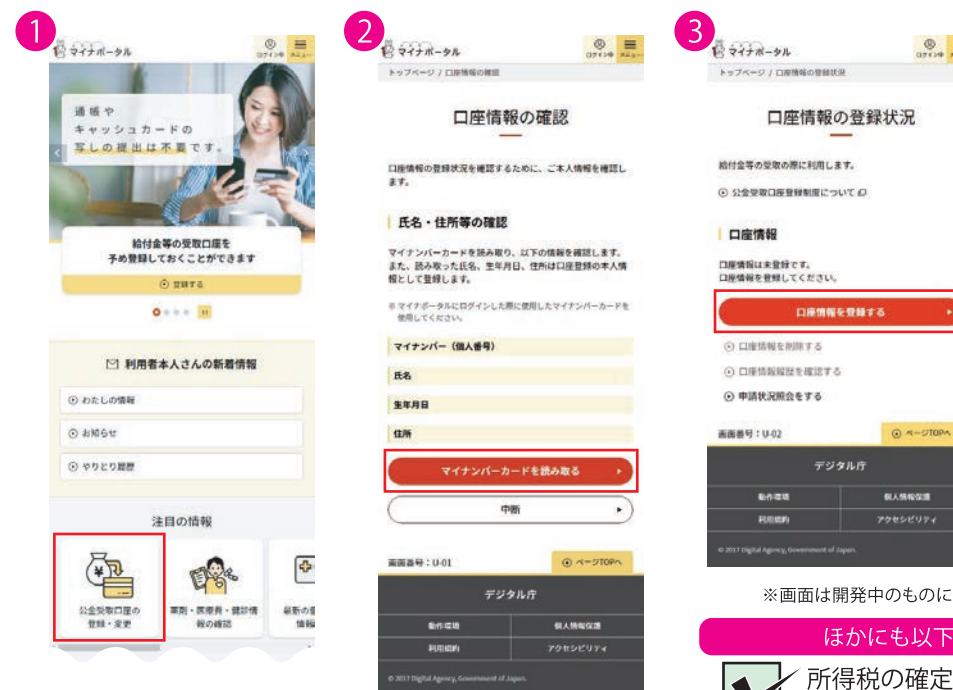 1
マイナポータル
ログイン中
メニュー
通帳や
キャッシュカードの
写しの提出は不要です。
給付金等の受取口座を
予め登録しておくことができます
登録する
利用者本人さんの新着情報
わたしの情報
お知らせ
やりとり履歴
注目の情報
公金受取口座の
登録・変更
薬剤・医療費・健診情
報の確認
2
マイナポータル
ログイン中
メニュー
トップページ / 口座情報の確認
口座情報の確認
口座情報の登録状況を確認するために、ご本人情報を確認し
ます。
氏名・住所等の確認
マイナンバーカードを読み取り、以下の情報を確認します。
また、読み取った氏名、生年月日、住所は口座登録の本人情
報として登録します。
※マイナポータルにログインした際に使用したマイナンバーカードを
使用してください。
マイナンバー（個人番号）
氏名
生年月日
住所
マイナンバーカードを読み取る
中断
画面番号：U-01
ページTOPへ
デジタル庁
動作環境
個人情報保護
利用規約
アクセシビリティ
© 2017 Digital Agency, Government of Japan.
3
マイナポータル
ログイン中
トップページ / 口座情報の登録状況
口座情報の登録状況
給付金等の受取の際に利用します。
公金受取口座登録制度について
口座情報
口座情報は未登録です。
口座情報を登録してください。
口座情報を登録する
口座情報を削除する
口座情報履歴を確認する
申請状況照会をする
画面番号：U-02
ページTOPへ
デジタル庁
動作環境
個人情報保護
利用規約
アクセシビリティ
© 2017 Digital Agency, Government of Japan.
※画面は開発中のものに
ほかにも以下
所得税の確定